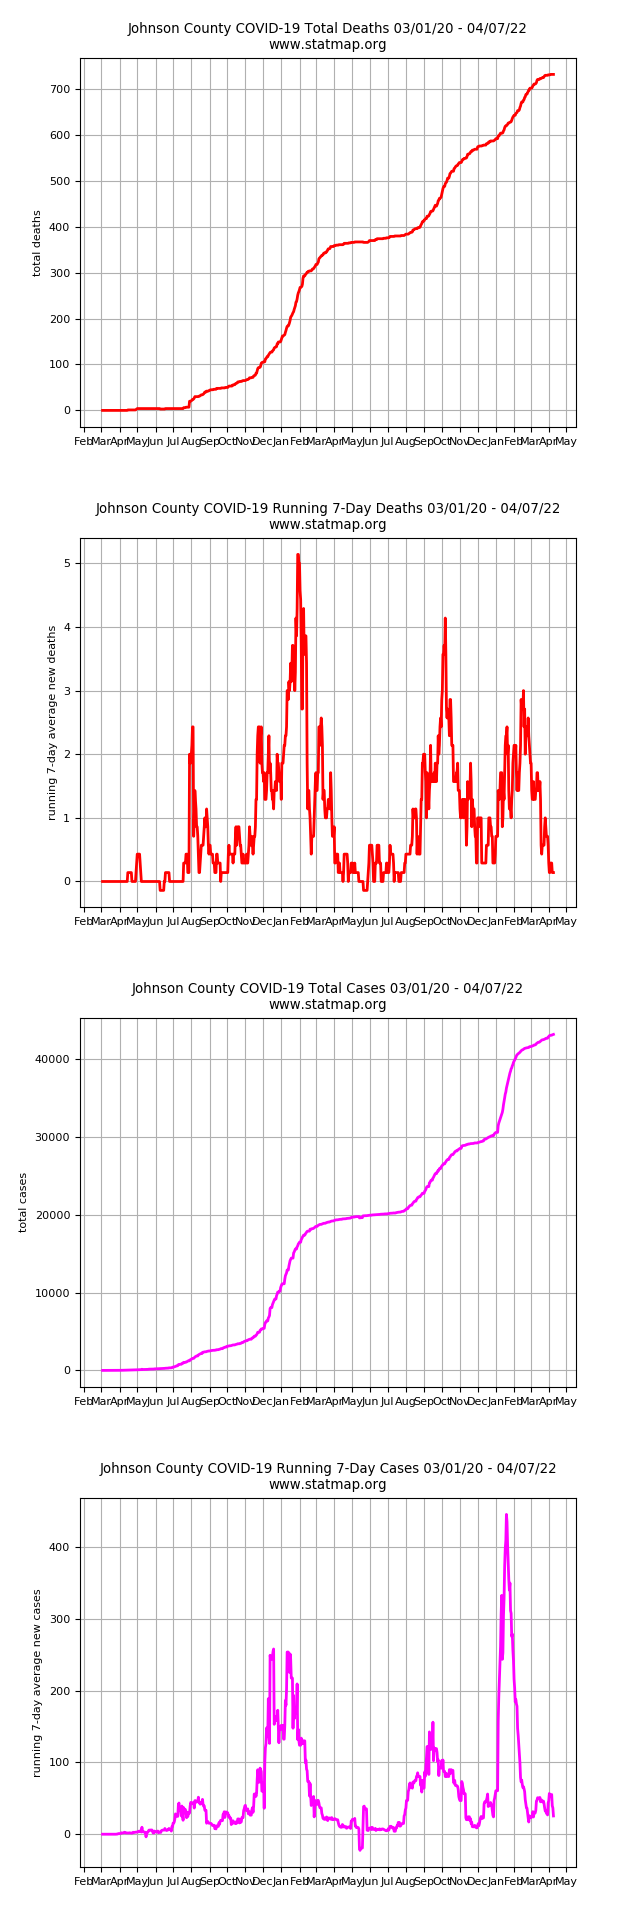 Johnson County COVID-19 Total Deaths 03/01/20 - 04/07/22
www.statmap.org
700
600
500
400
300
200
100
0
total deaths
Feb Mar Apr May Jun Jul Aug Sep Oct Nov Dec Jan Feb Mar Apr May Jun Jul Aug Sep Oct Nov Dec Jan Feb Mar Apr May
Johnson County COVID-19 Running 7-Day Deaths 03/01/20 - 04/07/22
www.statmap.org
5
4
3
2
1
0
running 7-day average new deaths
Feb Mar Apr May Jun Jul Aug Sep Oct Nov Dec Jan Feb Mar Apr May Jun Jul Aug Sep Oct Nov Dec Jan Feb Mar Apr May
Johnson County COVID-19 Total Cases 03/01/20 - 04/07/22
www.statmap.org
40000
30000
20000
10000
0
total cases
Feb Mar Apr May Jun Jul Aug Sep Oct Nov Dec Jan Feb Mar Apr May Jun Jul Aug Sep Oct Nov Dec Jan Feb Mar Apr May
Johnson County COVID-19 Running 7-Day Cases 03/01/20 - 04/07/22
www.statmap.org
400
300
200
100
0
running 7-day average new cases
Feb Mar Apr May Jun Jul Aug Sep Oct Nov Dec Jan Feb Mar Apr May Jun Jul Aug Sep Oct Nov Dec Jan Feb Mar Apr May